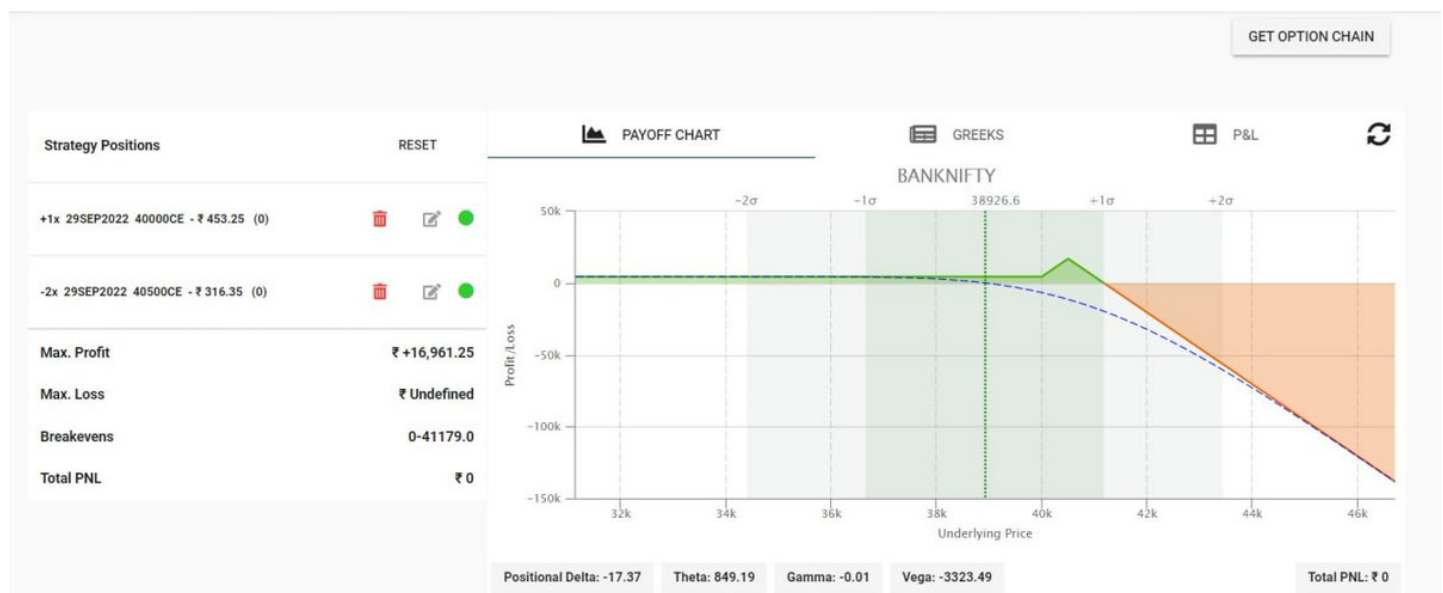 GET OPTION CHAIN
Strategy Positions RESET
+1x 29SEP2022 40000CE - ₹ 453.25 (0)
-2x 29SEP2022 40500CE - ₹ 316.35 (0)
Max. Profit ₹ +16,961.25
Max. Loss ₹ Undefined
Breakevens 0-41179.0
Total PNL ₹ 0
PAYOFF CHART GREEKS P&L
BANKNIFTY
-2σ -1σ 38926.6 +1σ +2σ
50k
0
-50k
-100k
-150k
Profit/Loss
32k 34k 36k 38k 40k 42k 44k 46k
Underlying Price
Positional Delta: -17.37 Theta: 849.19 Gamma: -0.01 Vega: -3323.49 Total PNL: ₹ 0